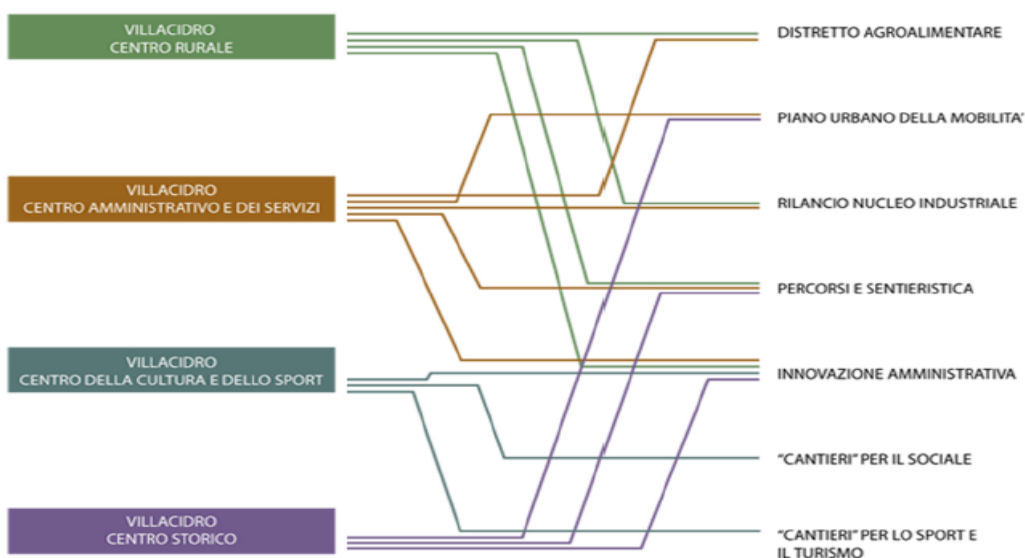 VILLACIDRO
CENTRO RURALE
VILLACIDRO
CENTRO AMMINISTRATIVO E DEI SERVIZI
VILLACIDRO
CENTRO DELLA CULTURA E DELLO SPORT
VILLACIDRO
CENTRO STORICO
DISTRETTO AGROALIMENTARE
PIANO URBANO DELLA MOBILITA'
RILANCIO NUCLEO INDUSTRIALE
PERCORSI E SENTIERISTICA
INNOVAZIONE AMMINISTRATIVA
"CANTIERI" PER IL SOCIALE
"CANTIERI" PER LO SPORT E
IL TURISMO